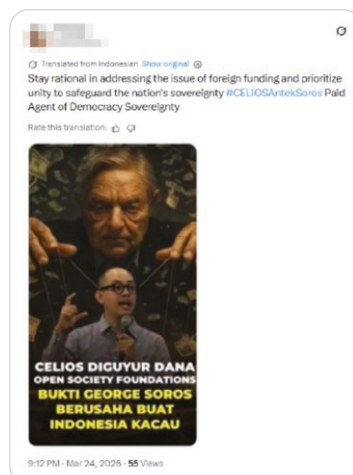 Translated from Indonesian Show original
Stay rational in addressing the issue of foreign funding and prioritize
unity to safeguard the nation's sovereignty #CELIOSAntekSoros Paid
Agent of Democracy Sovereignty
Rate this translation:
CELIOS DIGUYUR DANA
OPEN SOCIETY FOUNDATIONS
BUKTI GEORGE SOROS
BERUSAHA BUAT
INDONESIA KACAU
9:12 PM · Mar 24, 2026 · 55 Views